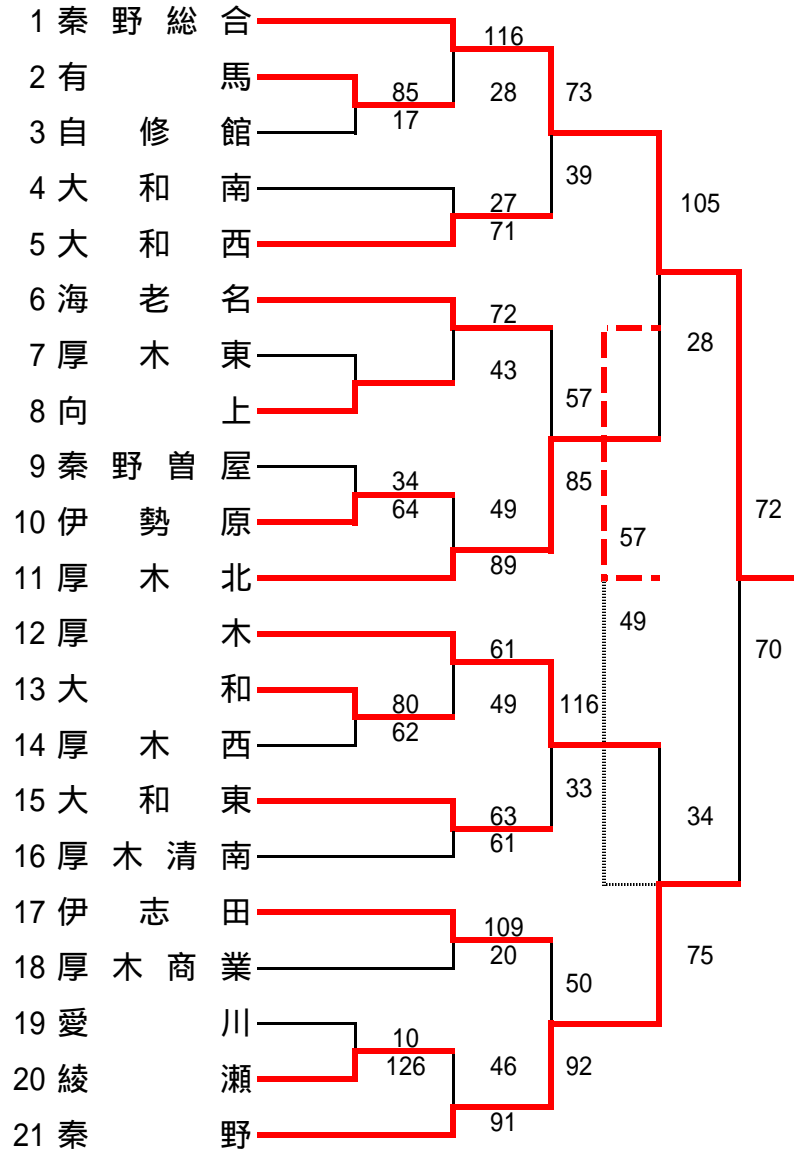 1 秦野総合
116
2 有馬
85
28
73
17
3 自修館
39
4 大和南
27
105
71
5 大和西
6 海老名
72
28
7 厚木東
43
57
8 向上
9 秦野曽屋
34
85
64
49
72
10 伊勢原
57
89
11 厚木北
49
12 厚木
61
70
13 大和
80
49
116
62
14 厚木西
33
15 大和東
63
34
61
16 厚木清南
17 伊志田
109
20
75
18 厚木商業
50
19 愛川
10
126
46
92
20 綾瀬
91
21 秦野